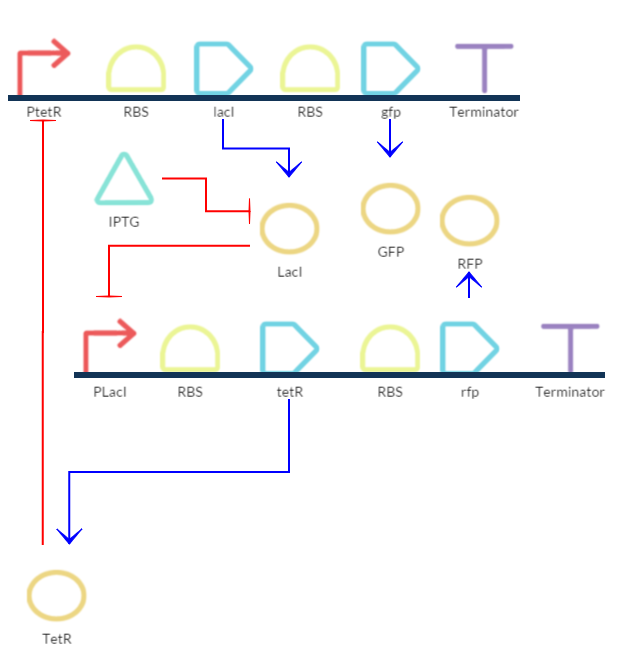 PtetR RBS lacI RBS gfp Terminator
IPTG
LacI
GFP
RFP
PLacI RBS tetR RBS rfp Terminator
TetR